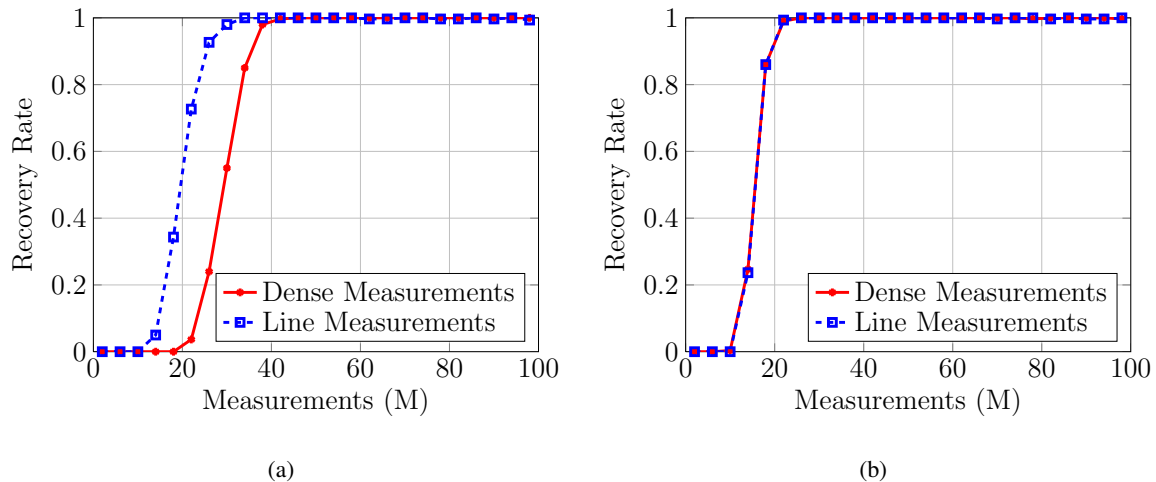 1
0.8
0.6
0.4
0.2
0
Recovery Rate
0 20 40 60 80 100
Measurements (M)
Dense Measurements
Line Measurements
(a)
1
0.8
0.6
0.4
0.2
0
Recovery Rate
0 20 40 60 80 100
Measurements (M)
Dense Measurements
Line Measurements
(b)